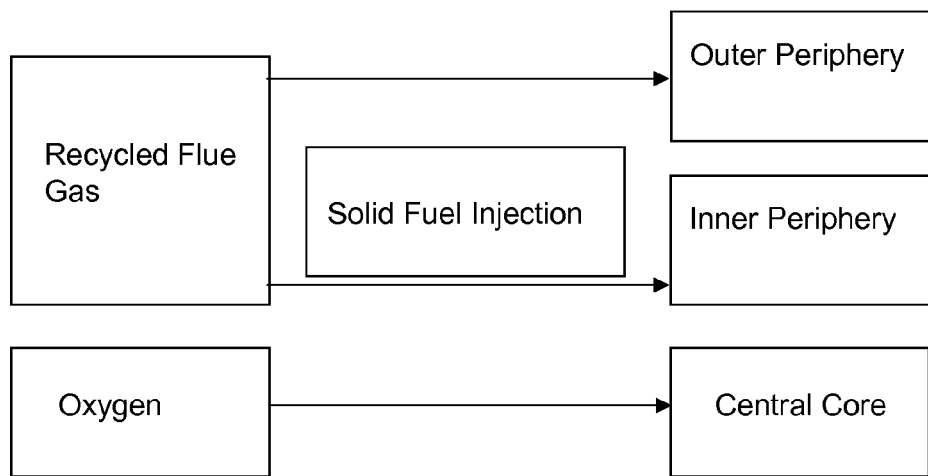 Outer Periphery
Recycled Flue
Gas
Solid Fuel Injection
Inner Periphery
Oxygen
Central Core